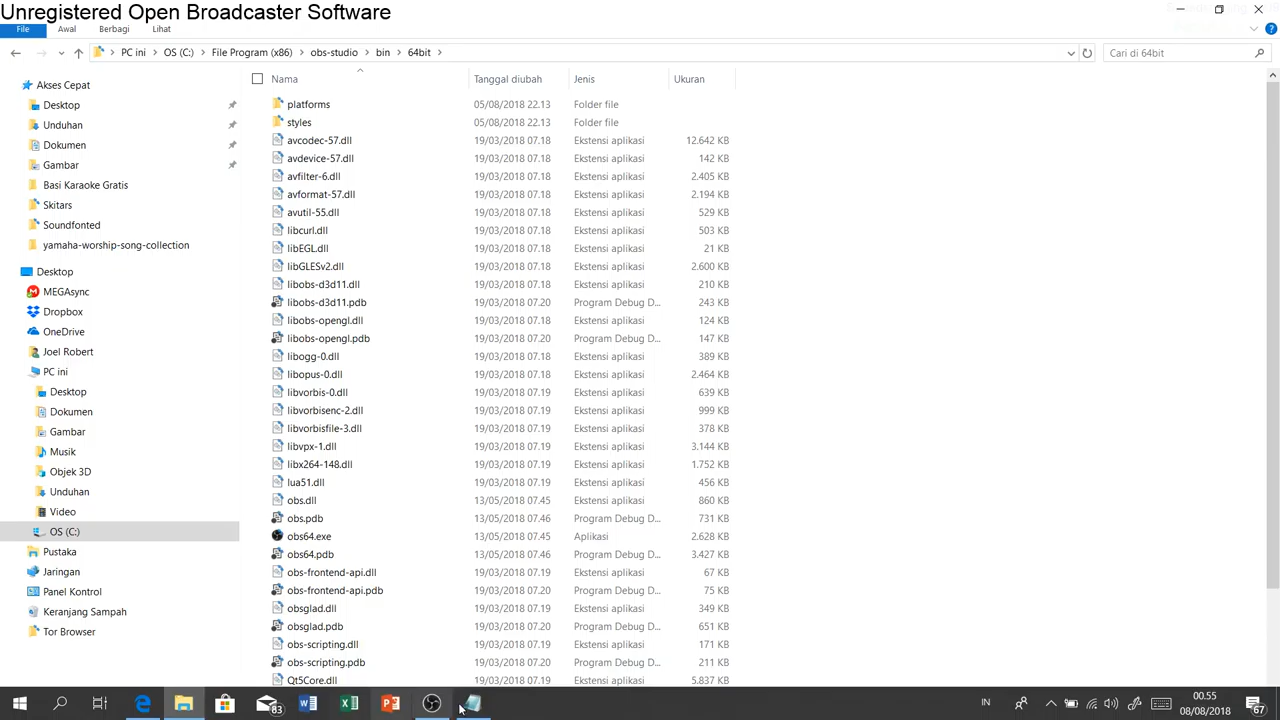 Unregistered Open Broadcaster Software
File Awal Berbagi Lihat
PC ini OS (C:) File Program (x86) obs-studio bin 64bit
Cari di 64bit
Akses Cepat
Desktop
Unduhan
Dokumen
Gambar
Basi Karaoke Gratis
Skitars
Soundfonted
yamaha-worship-song-collection
Desktop
MEGAsync
Dropbox
OneDrive
Joel Robert
PC ini
Desktop
Dokumen
Gambar
Musik
Objek 3D
Unduhan
Video
OS (C:)
Pustaka
Jaringan
Panel Kontrol
Keranjang Sampah
Tor Browser
Nama Tanggal diubah Jenis Ukuran
platforms 05/08/2018 22.13 Folder file
styles 05/08/2018 22.13 Folder file
avcodec-57.dll 19/03/2018 07.18 Ekstensi aplikasi 12.642 KB
avdevice-57.dll 19/03/2018 07.18 Ekstensi aplikasi 142 KB
avfilter-6.dll 19/03/2018 07.18 Ekstensi aplikasi 2.405 KB
avformat-57.dll 19/03/2018 07.18 Ekstensi aplikasi 2.194 KB
avutil-55.dll 19/03/2018 07.18 Ekstensi aplikasi 529 KB
libcurl.dll 19/03/2018 07.18 Ekstensi aplikasi 503 KB
libEGL.dll 19/03/2018 07.18 Ekstensi aplikasi 21 KB
libGLESv2.dll 19/03/2018 07.18 Ekstensi aplikasi 2.600 KB
libobs-d3d11.dll 19/03/2018 07.18 Ekstensi aplikasi 210 KB
libobs-d3d11.pdb 19/03/2018 07.20 Program Debug D... 243 KB
libobs-opengl.dll 19/03/2018 07.18 Ekstensi aplikasi 124 KB
libobs-opengl.pdb 19/03/2018 07.20 Program Debug D... 147 KB
libogg-0.dll 19/03/2018 07.18 Ekstensi aplikasi 389 KB
libopus-0.dll 19/03/2018 07.18 Ekstensi aplikasi 2.464 KB
libvorbis-0.dll 19/03/2018 07.19 Ekstensi aplikasi 639 KB
libvorbisenc-2.dll 19/03/2018 07.19 Ekstensi aplikasi 999 KB
libvorbisfile-3.dll 19/03/2018 07.19 Ekstensi aplikasi 378 KB
libvpx-1.dll 19/03/2018 07.19 Ekstensi aplikasi 3.144 KB
libx264-148.dll 19/03/2018 07.19 Ekstensi aplikasi 1.752 KB
lua51.dll 19/03/2018 07.19 Ekstensi aplikasi 456 KB
obs.dll 13/05/2018 07.45 Ekstensi aplikasi 860 KB
obs.pdb 13/05/2018 07.46 Program Debug D... 731 KB
obs64.exe 13/05/2018 07.45 Aplikasi 2.628 KB
obs64.pdb 13/05/2018 07.46 Program Debug D... 3.427 KB
obs-frontend-api.dll 19/03/2018 07.19 Ekstensi aplikasi 67 KB
obs-frontend-api.pdb 19/03/2018 07.20 Program Debug D... 75 KB
obsglad.dll 19/03/2018 07.19 Ekstensi aplikasi 349 KB
obsglad.pdb 19/03/2018 07.20 Program Debug D... 651 KB
obs-scripting.dll 19/03/2018 07.19 Ekstensi aplikasi 171 KB
obs-scripting.pdb 19/03/2018 07.20 Program Debug D... 211 KB
Qt5Core.dll 19/03/2018 07.19 Ekstensi aplikasi 5.837 KB
83
IN
00.55
08/08/2018
67